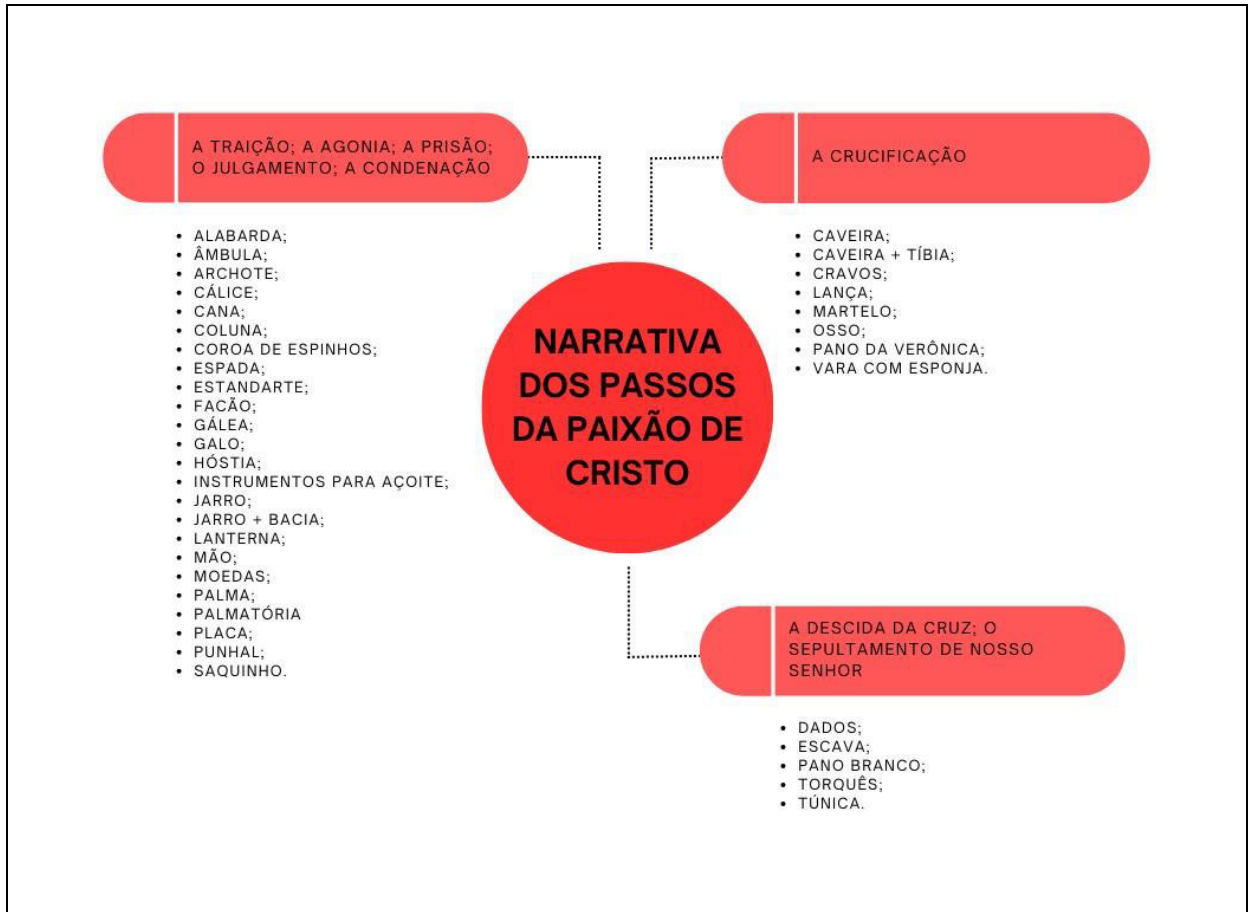 A TRAIÇÃO; A AGONIA; A PRISÃO;
O JULGAMENTO; A CONDENAÇÃO
• ALABARDA;
• ÂMBULA;
• ARCHOTE;
• CÁLICE;
• CANA;
• COLUNA;
• COROA DE ESPINHOS;
• ESPADA;
• ESTANDARTE;
• FACÃO;
• GÁLEA;
• GALO;
• HÓSTIA;
• INSTRUMENTOS PARA AÇOITE;
• JARRO;
• JARRO + BACIA;
• LANTERNA;
• MÃO;
• MOEDAS;
• PALMA;
• PALMATÓRIA
• PLACA;
• PUNHAL;
• SAQUINHO.
NARRATIVA
DOS PASSOS
DA PAIXÃO DE
CRISTO
A CRUCIFICAÇÃO
• CAVEIRA;
• CAVEIRA + TÍBIA;
• CRAVOS;
• LANÇA;
• MARTELO;
• OSSO;
• PANO DA VERÔNICA;
• VARA COM ESPONJA.
A DESCIDA DA CRUZ; O
SEPULTAMENTO DE NOSSO
SENHOR
• DADOS;
• ESCAVA;
• PANO BRANCO;
• TORQUÊS;
• TÚNICA.